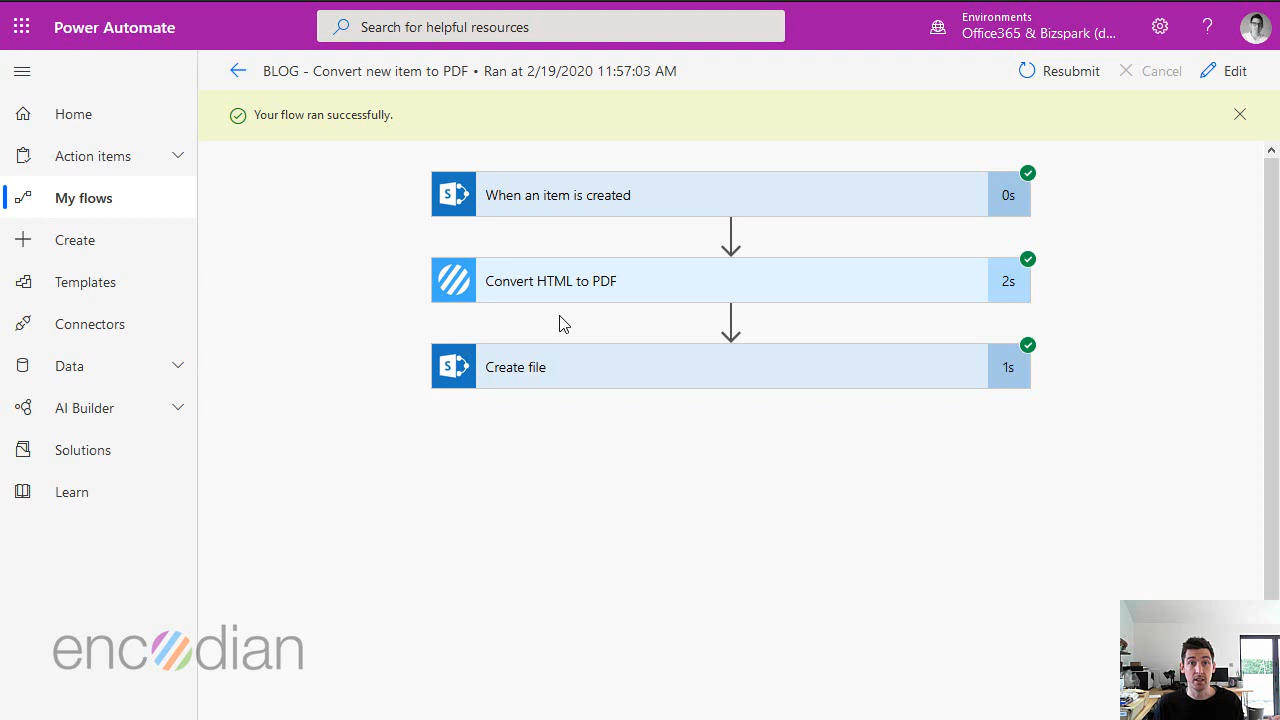 Power Automate
Search for helpful resources
Environments
Office365 & Bizspark (d...
BLOG - Convert new item to PDF • Ran at 2/19/2020 11:57:03 AM
Resubmit
Cancel
Edit
Your flow ran successfully.
Home
Action items
My flows
Create
Templates
Connectors
Data
AI Builder
Solutions
Learn
When an item is created
0s
Convert HTML to PDF
2s
Create file
1s
encodian